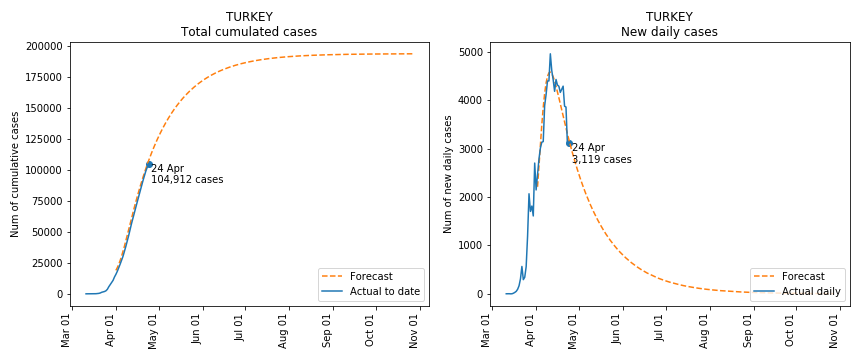 TURKEY
Total cumulated cases
Num of cumulative cases
200000
175000
150000
125000
100000
75000
50000
25000
0
24 Apr
104,912 cases
Forecast
Actual to date
Mar 01
Apr 01
May 01
Jun 01
Jul 01
Aug 01
Sep 01
Oct 01
Nov 01
TURKEY
New daily cases
Num of new daily cases
5000
4000
3000
2000
1000
0
24 Apr
3,119 cases
Forecast
Actual daily
Mar 01
Apr 01
May 01
Jun 01
Jul 01
Aug 01
Sep 01
Oct 01
Nov 01